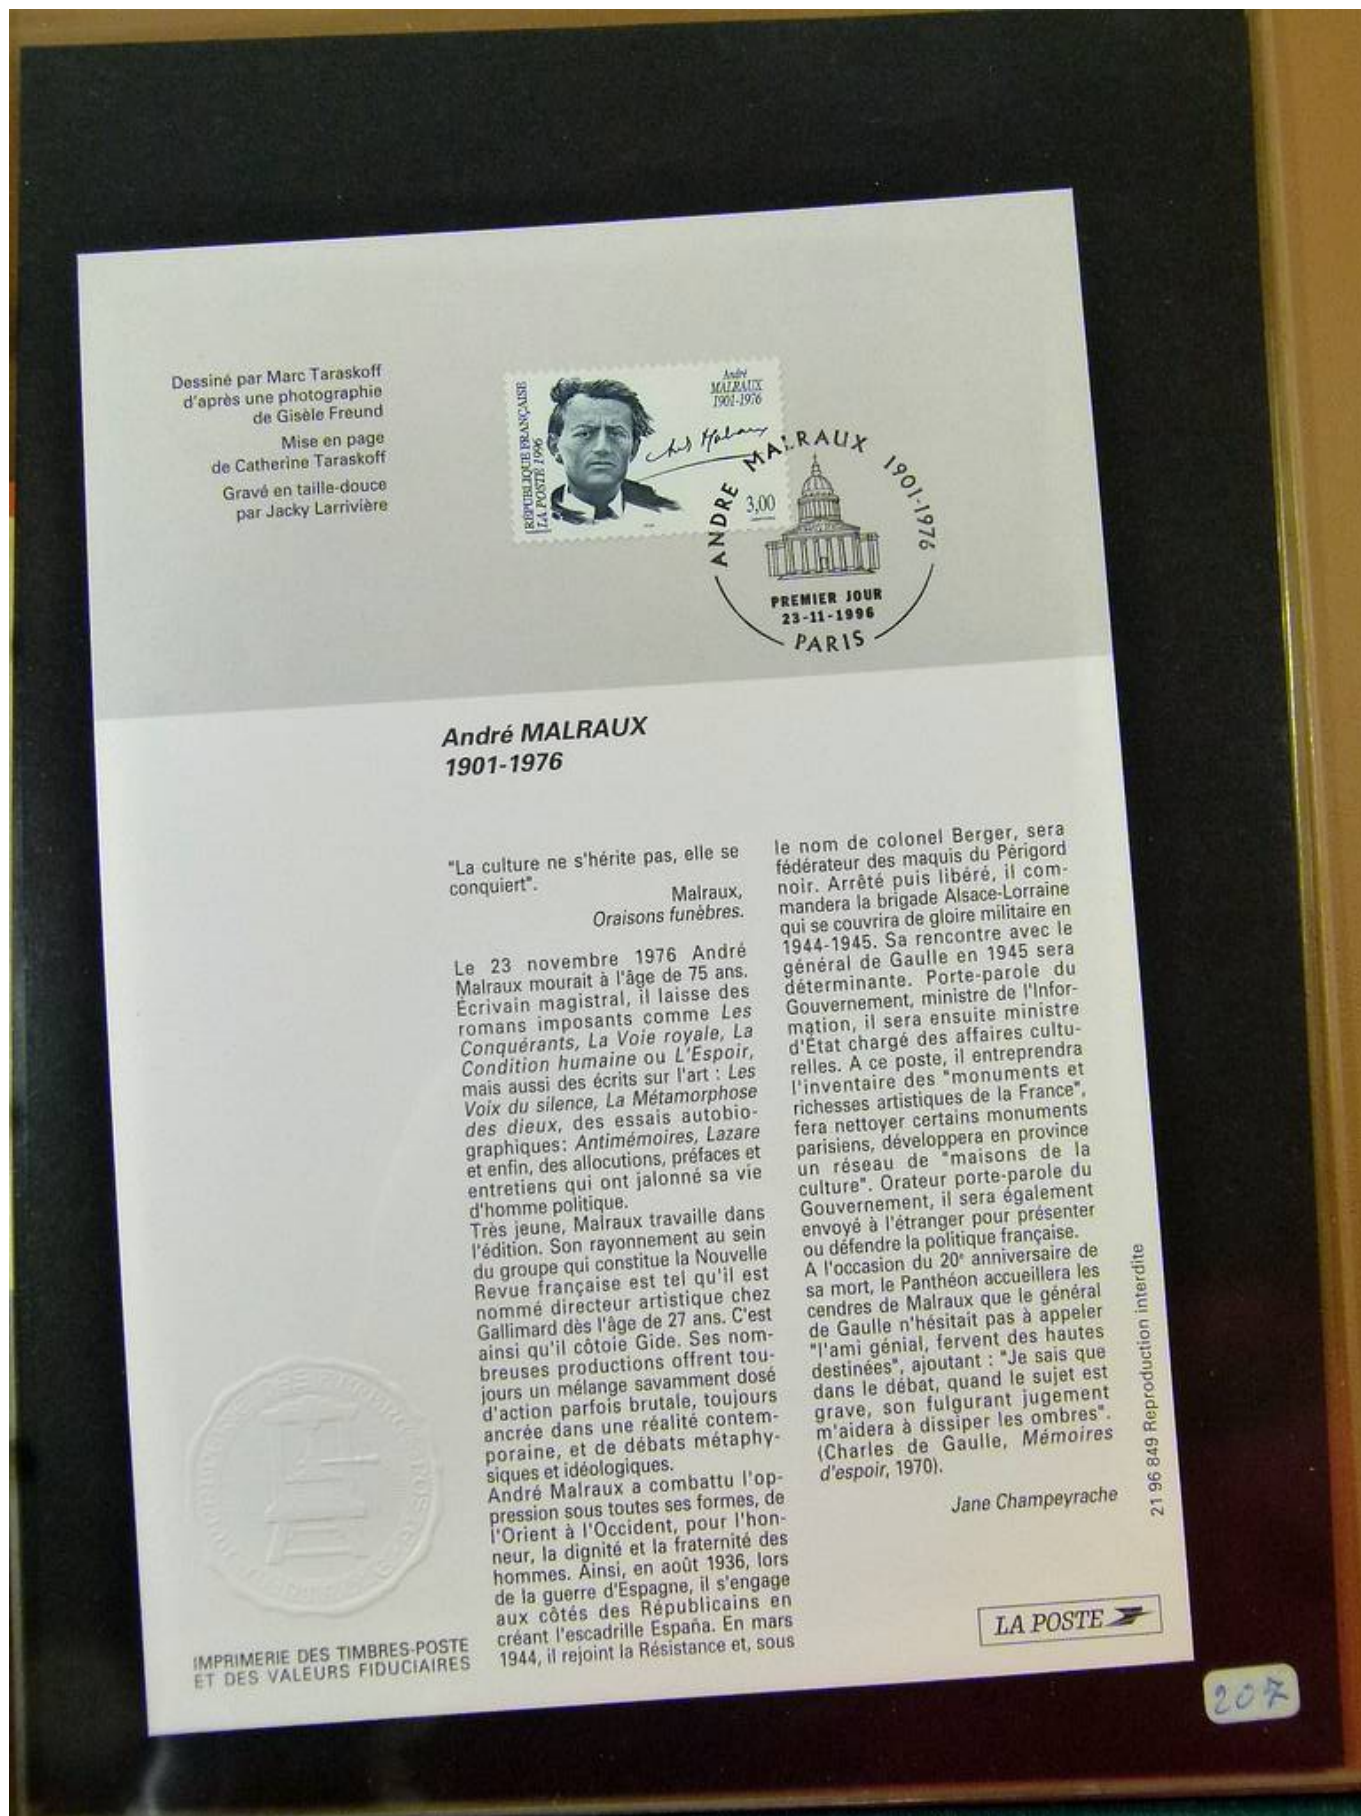 Dessiné par Marc Taraskoff
d'après une photographie
de Gisèle Freund
Mise en page
de Catherine Taraskoff
Gravé en taille-douce
par Jacky Larrivière
RÉPUBLIQUE FRANÇAISE
LA POSTE 1996
André
MALRAUX
1901-1976
3,00
ANDRE MALRAUX 1901-1976
PREMIER JOUR
23-11-1996
PARIS
André MALRAUX
1901-1976
"La culture ne s'hérite pas, elle se
conquiert".
Malraux,
Oraisons funèbres.
Le 23 novembre 1976 André
Malraux mourait à l'âge de 75 ans.
Écrivain magistral, il laisse des
romans imposants comme Les
Conquérants, La Voie royale, La
Condition humaine ou L'Espoir,
mais aussi des écrits sur l'art : Les
Voix du silence, La Métamorphose
des dieux, des essais autobio-
graphiques: Antimémoires, Lazare
et enfin, des allocutions, préfaces et
entretiens qui ont jalonné sa vie
d'homme politique.
Très jeune, Malraux travaille dans
l'édition. Son rayonnement au sein
du groupe qui constitue la Nouvelle
Revue française est tel qu'il est
nommé directeur artistique chez
Gallimard dès l'âge de 27 ans. C'est
ainsi qu'il côtoie Gide. Ses nom-
breuses productions offrent tou-
jours un mélange savamment dosé
d'action parfois brutale, toujours
ancrée dans une réalité contem-
poraine, et de débats métaphy-
siques et idéologiques.
André Malraux a combattu l'op-
pression sous toutes ses formes, de
l'Orient à l'Occident, pour l'hon-
neur, la dignité et la fraternité des
hommes. Ainsi, en août 1936, lors
de la guerre d'Espagne, il s'engage
aux côtés des Républicains en
créant l'escadrille España. En mars
1944, il rejoint la Résistance et, sous
le nom de colonel Berger, sera
fédérateur des maquis du Périgord
noir. Arrêté puis libéré, il com-
mandera la brigade Alsace-Lorraine
qui se couvrira de gloire militaire en
1944-1945. Sa rencontre avec le
général de Gaulle en 1945 sera
déterminante. Porte-parole du
Gouvernement, ministre de l'Infor-
mation, il sera ensuite ministre
d'État chargé des affaires cultu-
relles. A ce poste, il entreprendra
l'inventaire des "monuments et
richesses artistiques de la France",
fera nettoyer certains monuments
parisiens, développera en province
un réseau de "maisons de la
culture". Orateur porte-parole du
Gouvernement, il sera également
envoyé à l'étranger pour présenter
ou défendre la politique française.
A l'occasion du 20e anniversaire de
sa mort, le Panthéon accueillera les
cendres de Malraux que le général
de Gaulle n'hésitait pas à appeler
"l'ami génial, fervent des hautes
destinées", ajoutant : "Je sais que
dans le débat, quand le sujet est
grave, son fulgurant jugement
m'aidera à dissiper les ombres".
(Charles de Gaulle, Mémoires
d'espoir, 1970).
Jane Champeyrache
21 96 849 Reproduction interdite
IMPRIMERIE DES TIMBRES-POSTE
ET DES VALEURS FIDUCIAIRES
LA POSTE
207